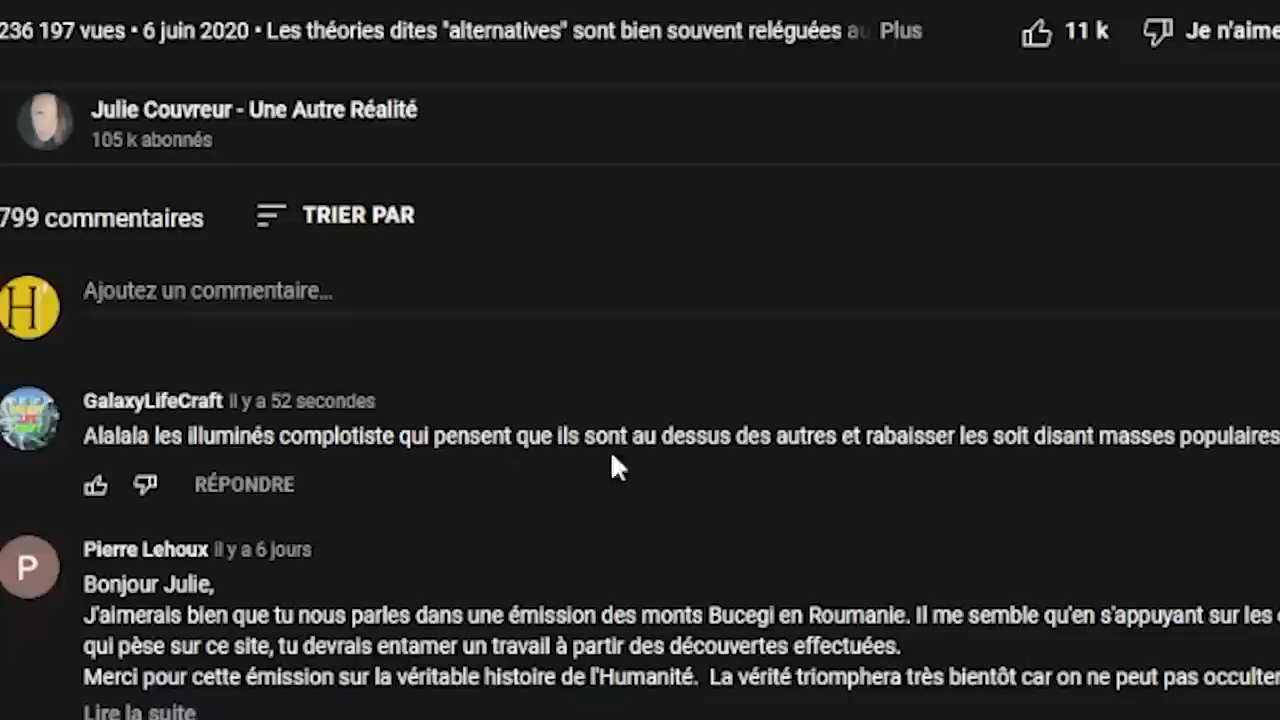 236 197 vues • 6 juin 2020 • Les théories dites "alternatives" sont bien souvent reléguées au Plus 11 k Je n'aime
Julie Couvreur - Une Autre Réalité
105 k abonnés
799 commentaires TRIER PAR
H
Ajoutez un commentaire...
GalaxyLifeCraft il y a 52 secondes
Alalala les illuminés complotiste qui pensent que ils sont au dessus des autres et rabaisser les soit disant masses populaires
RÉPONDRE
P
Pierre Lehoux il y a 6 jours
Bonjour Julie,
J'aimerais bien que tu nous parles dans une émission des monts Bucegi en Roumanie. Il me semble qu'en s'appuyant sur les
qui pèse sur ce site, tu devrais entamer un travail à partir des découvertes effectuées.
Merci pour cette émission sur la véritable histoire de l'Humanité. La vérité triomphera très bientôt car on ne peut pas occulter
Lire la suite